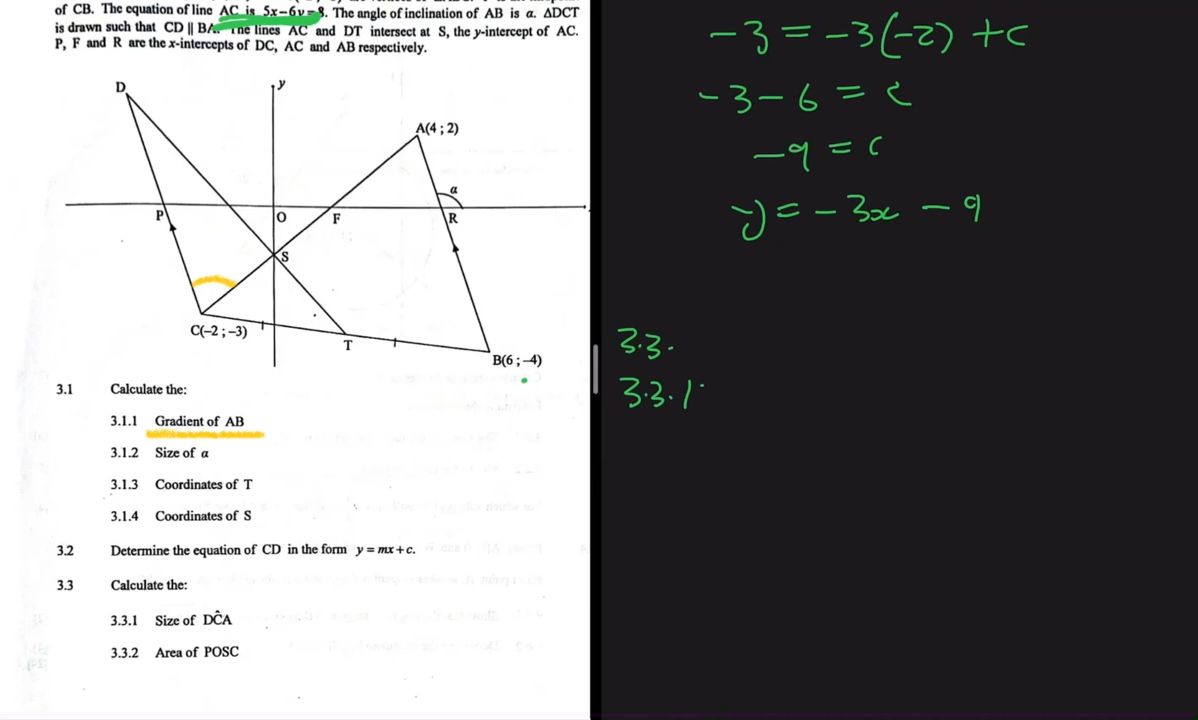 of CB. The equation of line AC is 5x−6y=8. The angle of inclination of AB is α. ΔDCT
is drawn such that CD || BA. The lines AC and DT intersect at S, the y-intercept of AC.
P, F and R are the x-intercepts of DC, AC and AB respectively.
D
y
A(4 ; 2)
α
P
O
F
R
S
C(−2 ; −3)
T
B(6 ; −4)
3.1 Calculate the:
3.1.1 Gradient of AB
3.1.2 Size of α
3.1.3 Coordinates of T
3.1.4 Coordinates of S
3.2 Determine the equation of CD in the form y = mx + c.
3.3 Calculate the:
3.3.1 Size of DĈA
3.3.2 Area of POSC
−3 = −3(−2) + c
−3 − 6 = c
−9 = c
y = −3x − 9
3.3.
3.3.1.